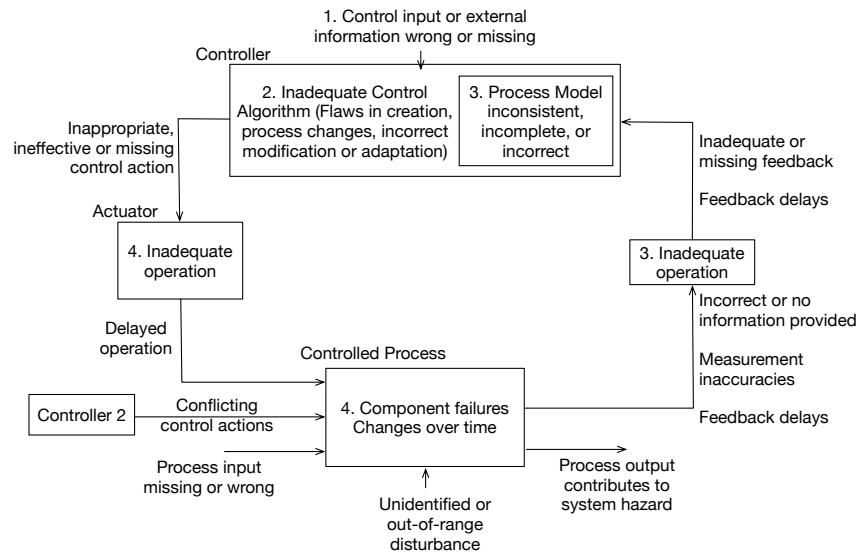 1. Control input or external
information wrong or missing
Controller
2. Inadequate Control
Algorithm (Flaws in creation,
process changes, incorrect
modification or adaptation)
3. Process Model
inconsistent,
incomplete, or
incorrect
Inappropriate,
ineffective or missing
control action
Inadequate or
missing feedback
Feedback delays
Actuator
4. Inadequate
operation
3. Inadequate
operation
Incorrect or no
information provided
Delayed
operation
Controlled Process
Measurement
inaccuracies
Controller 2
Conflicting
control actions
4. Component failures
Changes over time
Feedback delays
Process input
missing or wrong
Process output
contributes to
system hazard
Unidentified or
out-of-range
disturbance